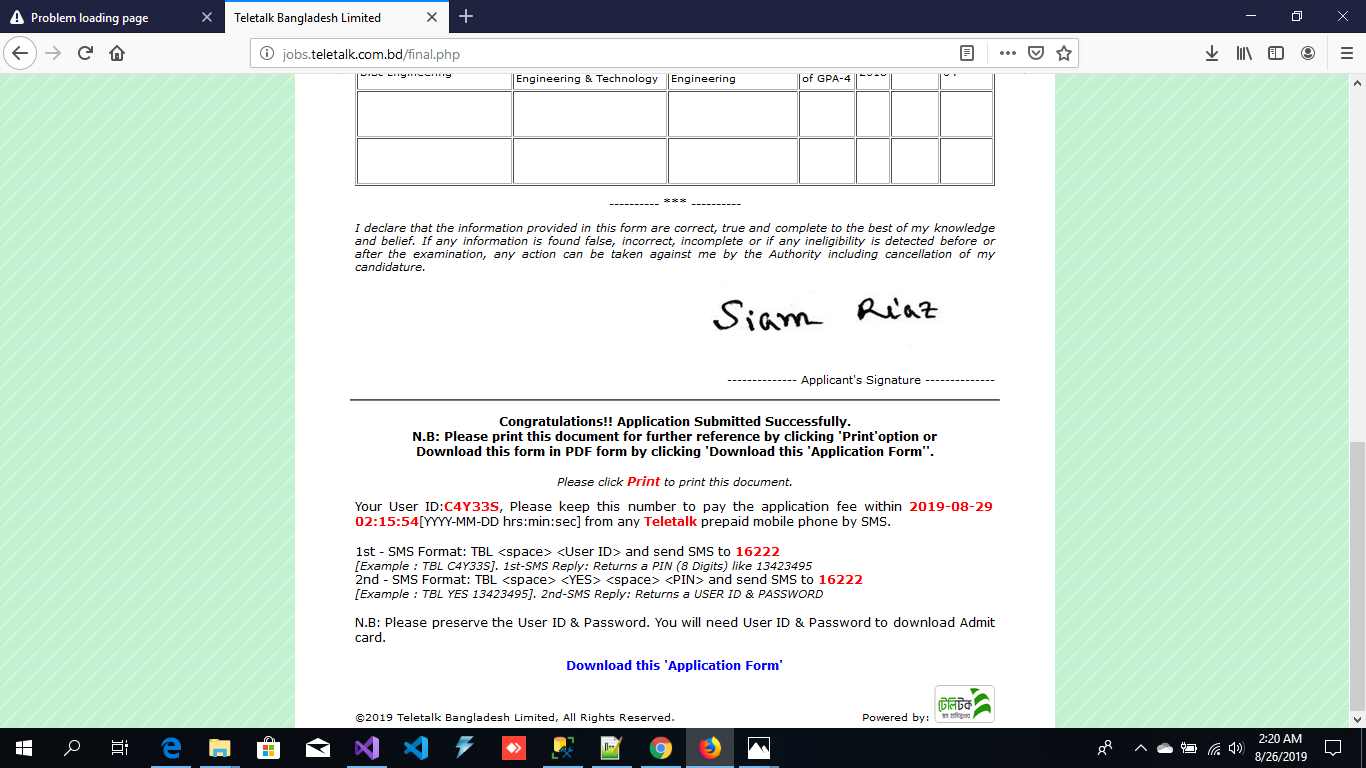 Problem loading page
Teletalk Bangladesh Limited
jobs.teletalk.com.bd/final.php
B.Sc Engineering
Engineering & Technology
Engineering
of GPA-4
2018
04
---------- *** ----------
I declare that the information provided in this form are correct, true and complete to the best of my knowledge
and belief. If any information is found false, incorrect, incomplete or if any ineligibility is detected before or
after the examination, any action can be taken against me by the Authority including cancellation of my
candidature.
Siam Riaz
-------------- Applicant's Signature --------------
Congratulations!! Application Submitted Successfully.
N.B: Please print this document for further reference by clicking 'Print'option or
Download this form in PDF form by clicking 'Download this 'Application Form''.
Please click Print to print this document.
Your User ID:C4Y33S, Please keep this number to pay the application fee within 2019-08-29
02:15:54[YYYY-MM-DD hrs:min:sec] from any Teletalk prepaid mobile phone by SMS.
1st - SMS Format: TBL <space> <User ID> and send SMS to 16222
[Example : TBL C4Y33S]. 1st-SMS Reply: Returns a PIN (8 Digits) like 13423495
2nd - SMS Format: TBL <space> <YES> <space> <PIN> and send SMS to 16222
[Example : TBL YES 13423495]. 2nd-SMS Reply: Returns a USER ID & PASSWORD
N.B: Please preserve the User ID & Password. You will need User ID & Password to download Admit
card.
Download this 'Application Form'
©2019 Teletalk Bangladesh Limited, All Rights Reserved.
Powered by:
টেলিটক
2:20 AM
8/26/2019